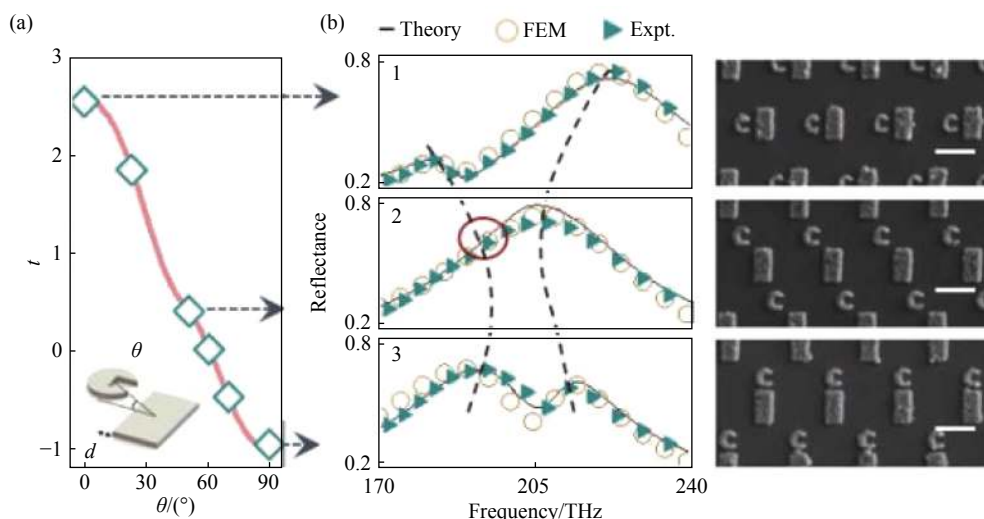 (a)
3
2
1
0
−1
t
θ
d
0 30 60 90
θ/(°)
(b)
Theory FEM Expt.
0.8
1
0.2
0.8
2
0.2
0.8
3
0.2
Reflectance
170 205 240
Frequency/THz